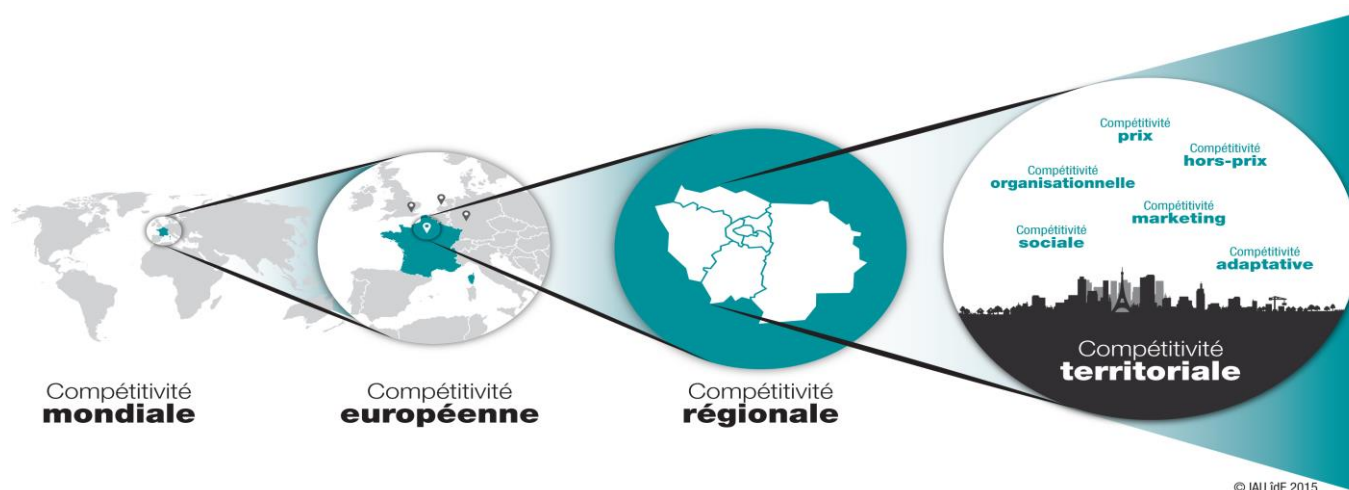 Compétitivité
mondiale
Compétitivité
européenne
Compétitivité
régionale
Compétitivité
prix
Compétitivité
hors-prix
Compétitivité
organisationnelle
Compétitivité
marketing
Compétitivité
sociale
Compétitivité
adaptative
Compétitivité
territoriale
© IAU îdF 2015